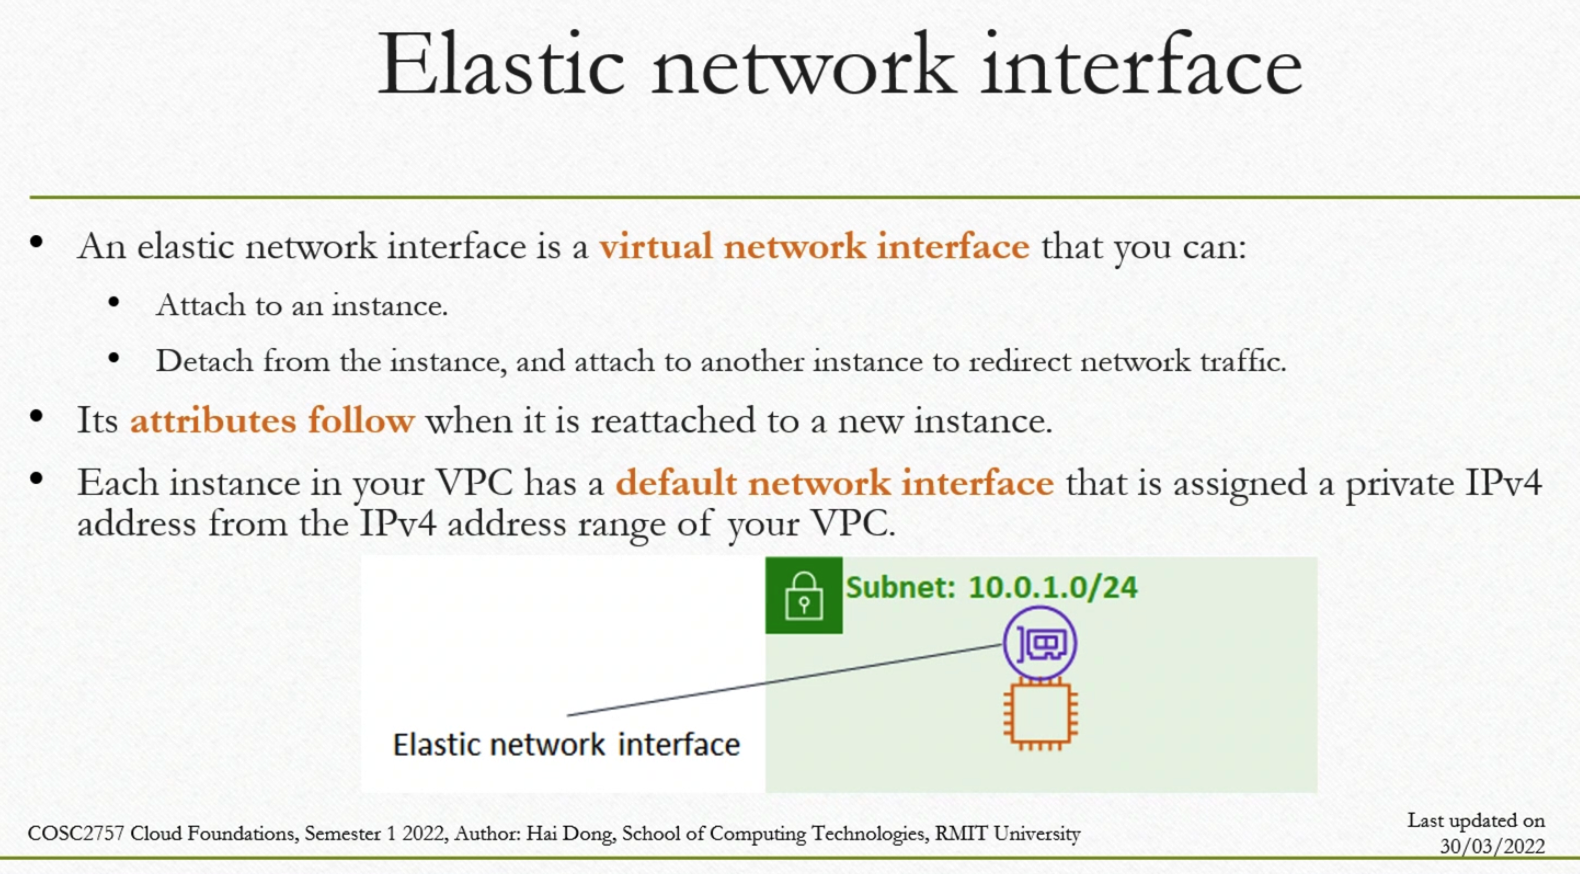 Elastic network interface
• An elastic network interface is a virtual network interface that you can:
• Attach to an instance.
• Detach from the instance, and attach to another instance to redirect network traffic.
• Its attributes follow when it is reattached to a new instance.
• Each instance in your VPC has a default network interface that is assigned a private IPv4
address from the IPv4 address range of your VPC.
Subnet: 10.0.1.0/24
Elastic network interface
COSC2757 Cloud Foundations, Semester 1 2022, Author: Hai Dong, School of Computing Technologies, RMIT University
Last updated on
30/03/2022